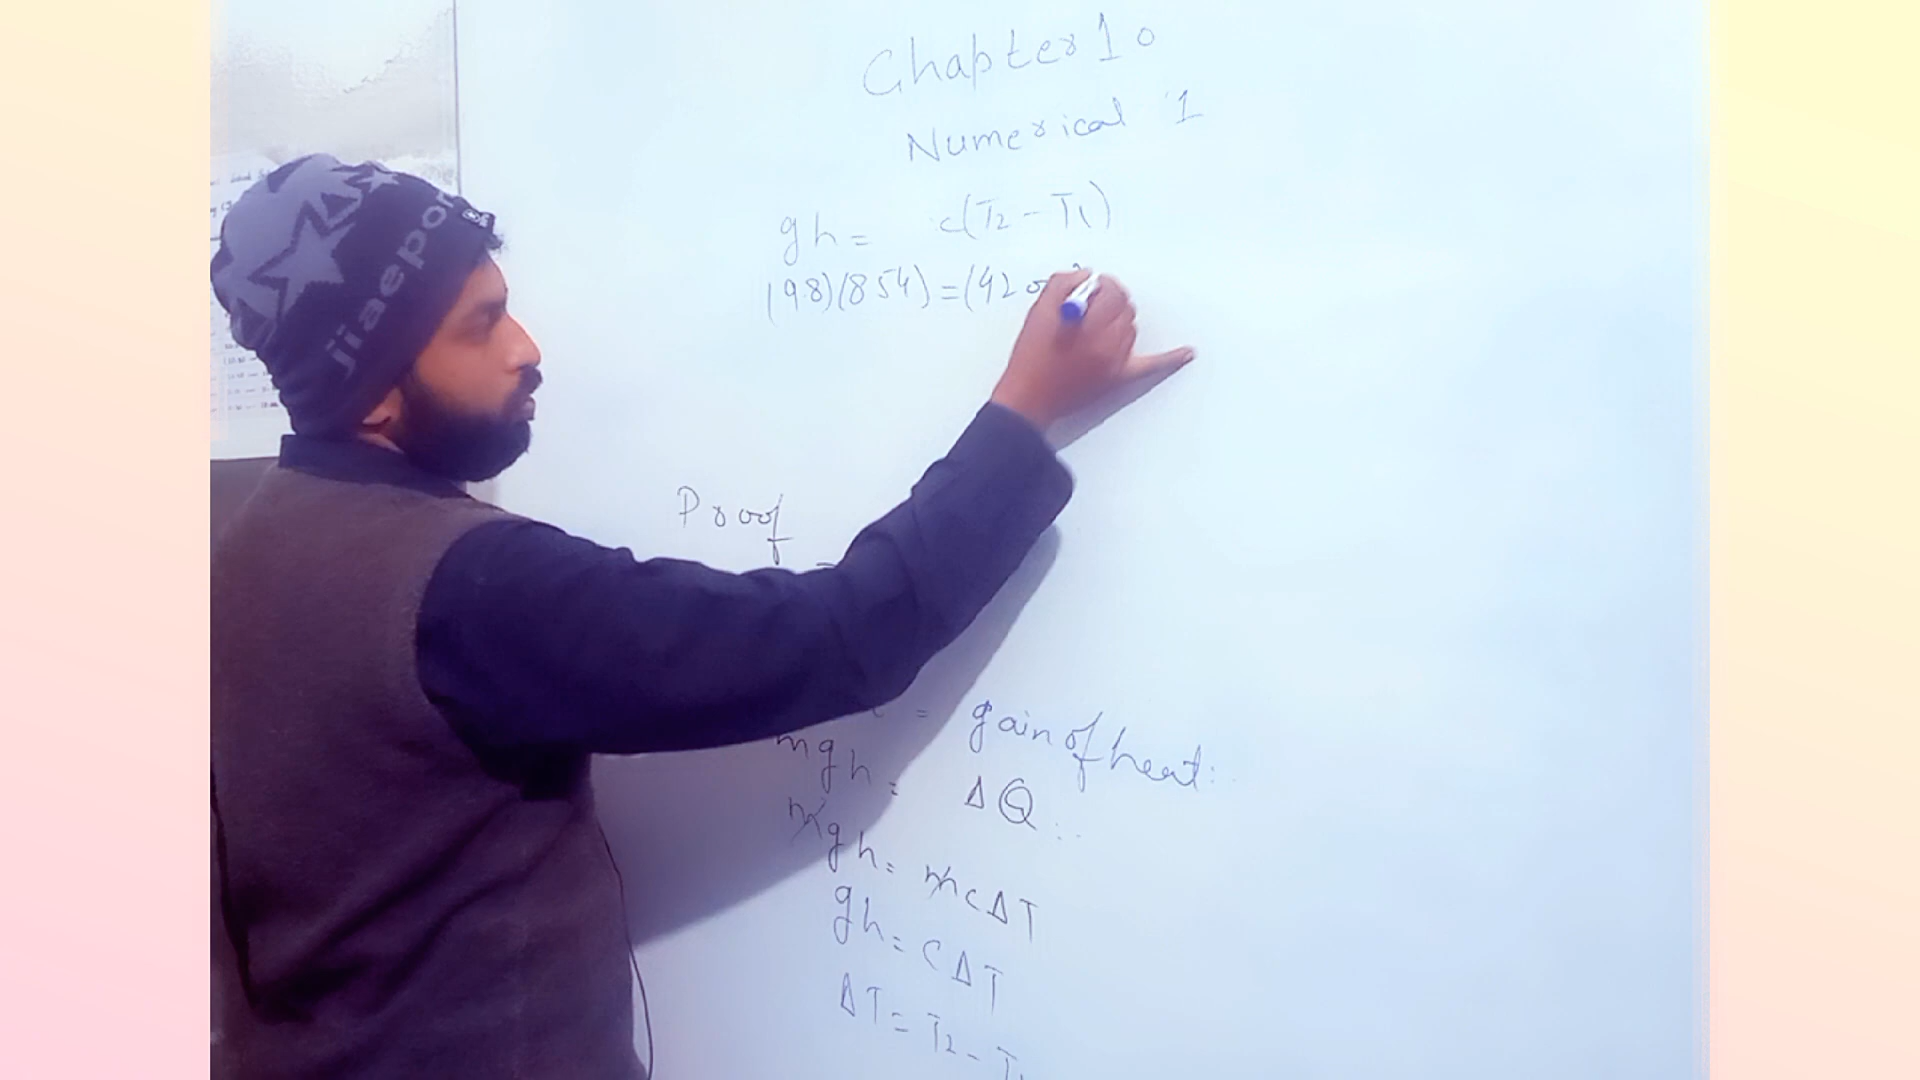 Chapter 10
Numerical 1
gh = c(T2 - T1)
(9.8)(854) = (420
jiaepor
Proof
= gain of heat:
mgh = ΔQ
mgh = mcΔT
gh = cΔT
ΔT = T2 - T1